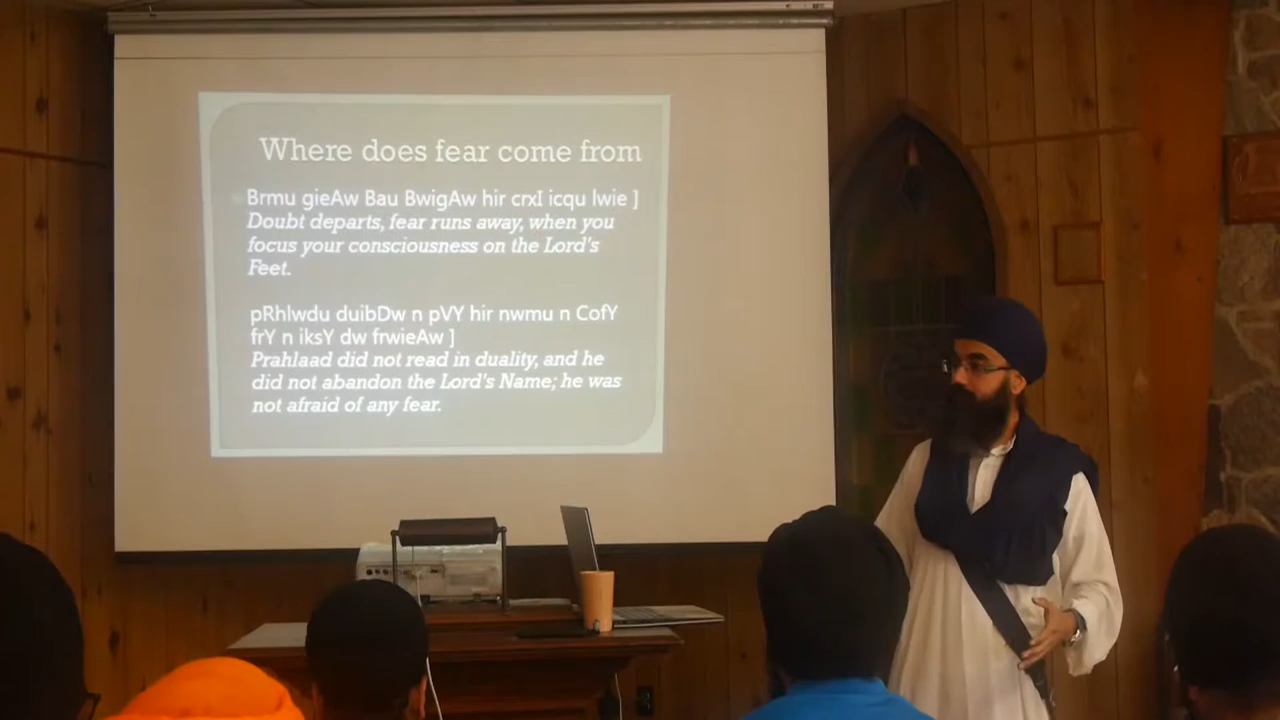 Where does fear come from
Brmu gieAw Bau BwigAw hir crxI icqu lwie ]
Doubt departs, fear runs away, when you
focus your consciousness on the Lord's
Feet.
pRhlwdu duibDw n pVY hir nwmu n CofY
frY n iksY dw frwieAw ]
Prahlaad did not read in duality, and he
did not abandon the Lord's Name; he was
not afraid of any fear.